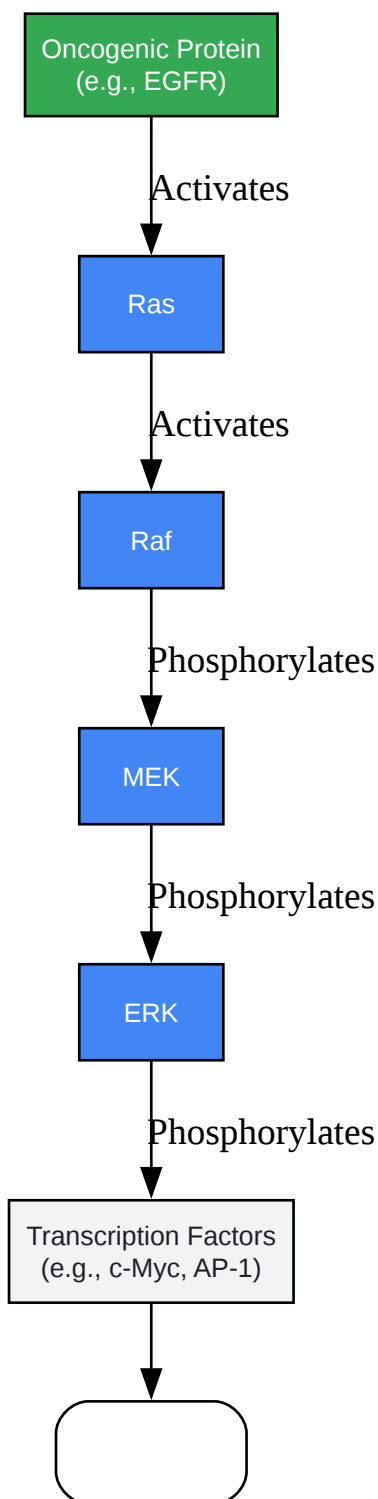 Oncogenic Protein
(e.g., EGFR)
Activates
Ras
Activates
Raf
Phosphorylates
MEK
Phosphorylates
ERK
Phosphorylates
Transcription Factors
(e.g., c-Myc, AP-1)